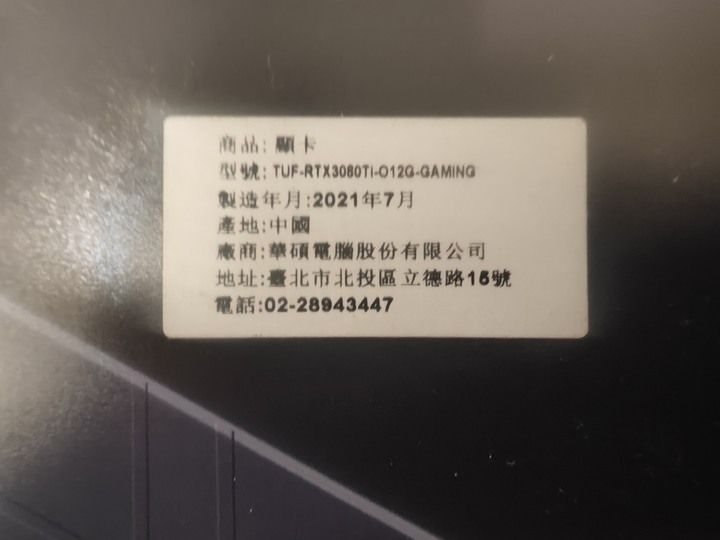 商品: 顯卡
型號: TUF-RTX3080TI-O12G-GAMING
製造年月:2021年7月
產地:中國
廠商:華碩電腦股份有限公司
地址:臺北市北投區立德路15號
電話:02-28943447